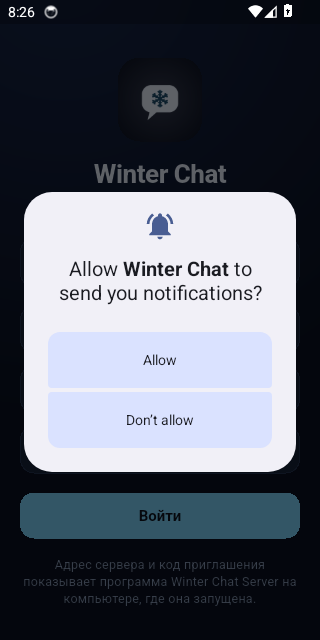 8:26
Winter Chat
Allow Winter Chat to
send you notifications?
Allow
Don't allow
Войти
Адрес сервера и код приглашения
показывает программа Winter Chat Server на
компьютере, где она запущена.